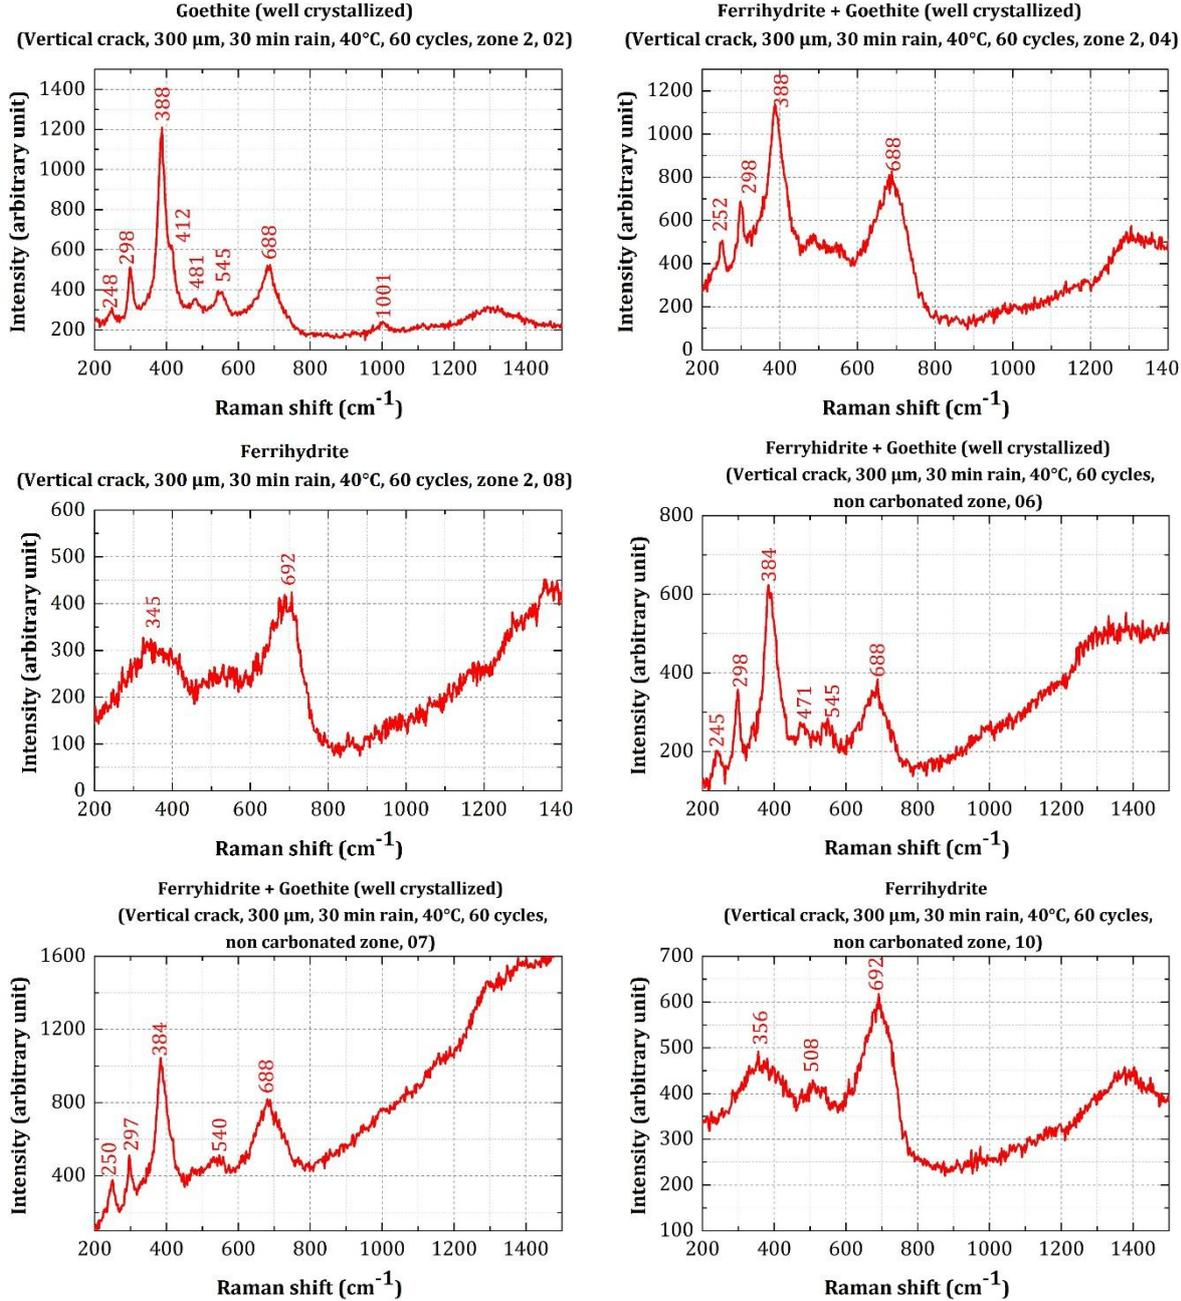 Goethite (well crystallized)
(Vertical crack, 300 µm, 30 min rain, 40°C, 60 cycles, zone 2, 02)
Intensity (arbitrary unit)
1400
1200
1000
800
600
400
200
248
298
388
412
481
545
688
1001
200 400 600 800 1000 1200 1400
Raman shift (cm-1)
Ferrihydrite + Goethite (well crystallized)
(Vertical crack, 300 µm, 30 min rain, 40°C, 60 cycles, zone 2, 04)
Intensity (arbitrary unit)
1200
1000
800
600
400
200
0
252
298
388
688
200 400 600 800 1000 1200 140
Raman shift (cm-1)
Ferrihydrite
(Vertical crack, 300 µm, 30 min rain, 40°C, 60 cycles, zone 2, 08)
Intensity (arbitrary unit)
600
500
400
300
200
100
0
345
692
200 400 600 800 1000 1200 1400
Raman shift (cm-1)
Ferryhidrite + Goethite (well crystallized)
(Vertical crack, 300 µm, 30 min rain, 40°C, 60 cycles,
non carbonated zone, 06)
Intensity (arbitrary unit)
800
600
400
200
245
298
384
471
545
688
200 400 600 800 1000 1200 1400
Raman shift (cm-1)
Ferryhidrite + Goethite (well crystallized)
(Vertical crack, 300 µm, 30 min rain, 40°C, 60 cycles,
non carbonated zone, 07)
Intensity (arbitrary unit)
1600
1200
800
400
250
297
384
540
688
200 400 600 800 1000 1200 1400
Raman shift (cm-1)
Ferrihydrite
(Vertical crack, 300 µm, 30 min rain, 40°C, 60 cycles,
non carbonated zone, 10)
Intensity (arbitrary unit)
700
600
500
400
300
200
100
356
508
692
200 400 600 800 1000 1200 1400
Raman shift (cm-1)